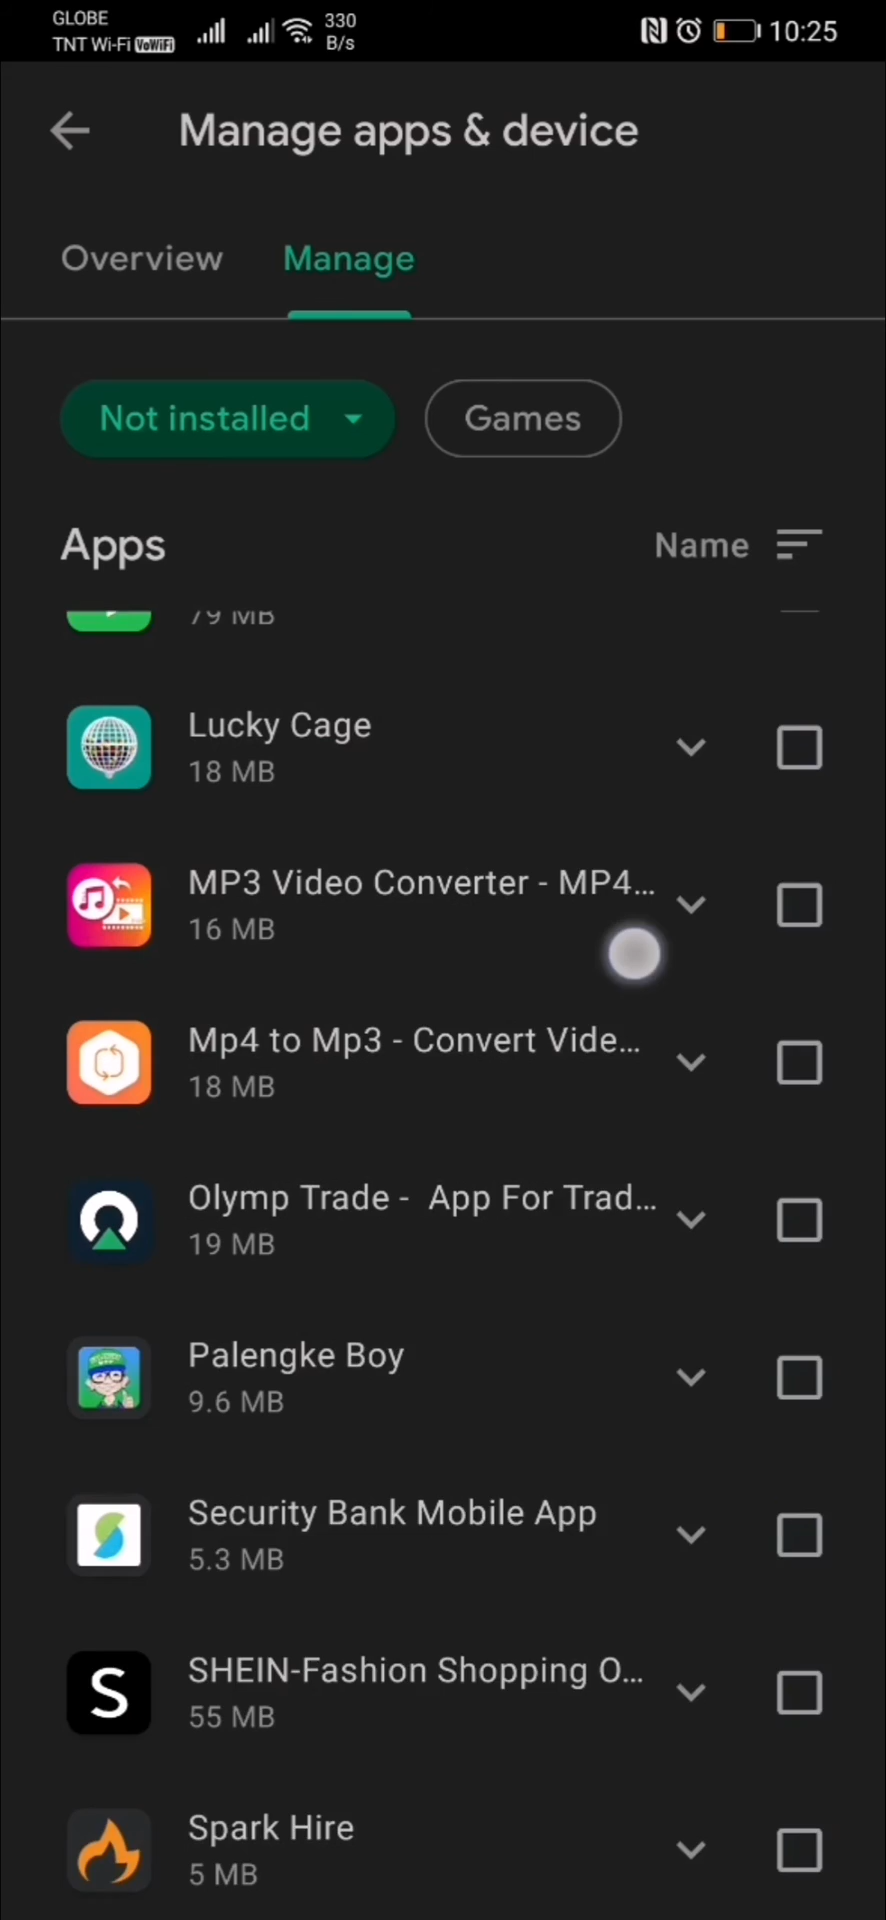 GLOBE
TNT Wi-Fi VoWiFi
330
B/s
10:25
Manage apps & device
Overview
Manage
Not installed
Games
Apps
Name
79 MB
Lucky Cage
18 MB
MP3 Video Converter - MP4...
16 MB
Mp4 to Mp3 - Convert Vide...
18 MB
Olymp Trade -  App For Trad...
19 MB
Palengke Boy
9.6 MB
Security Bank Mobile App
5.3 MB
S
SHEIN-Fashion Shopping O...
55 MB
Spark Hire
5 MB